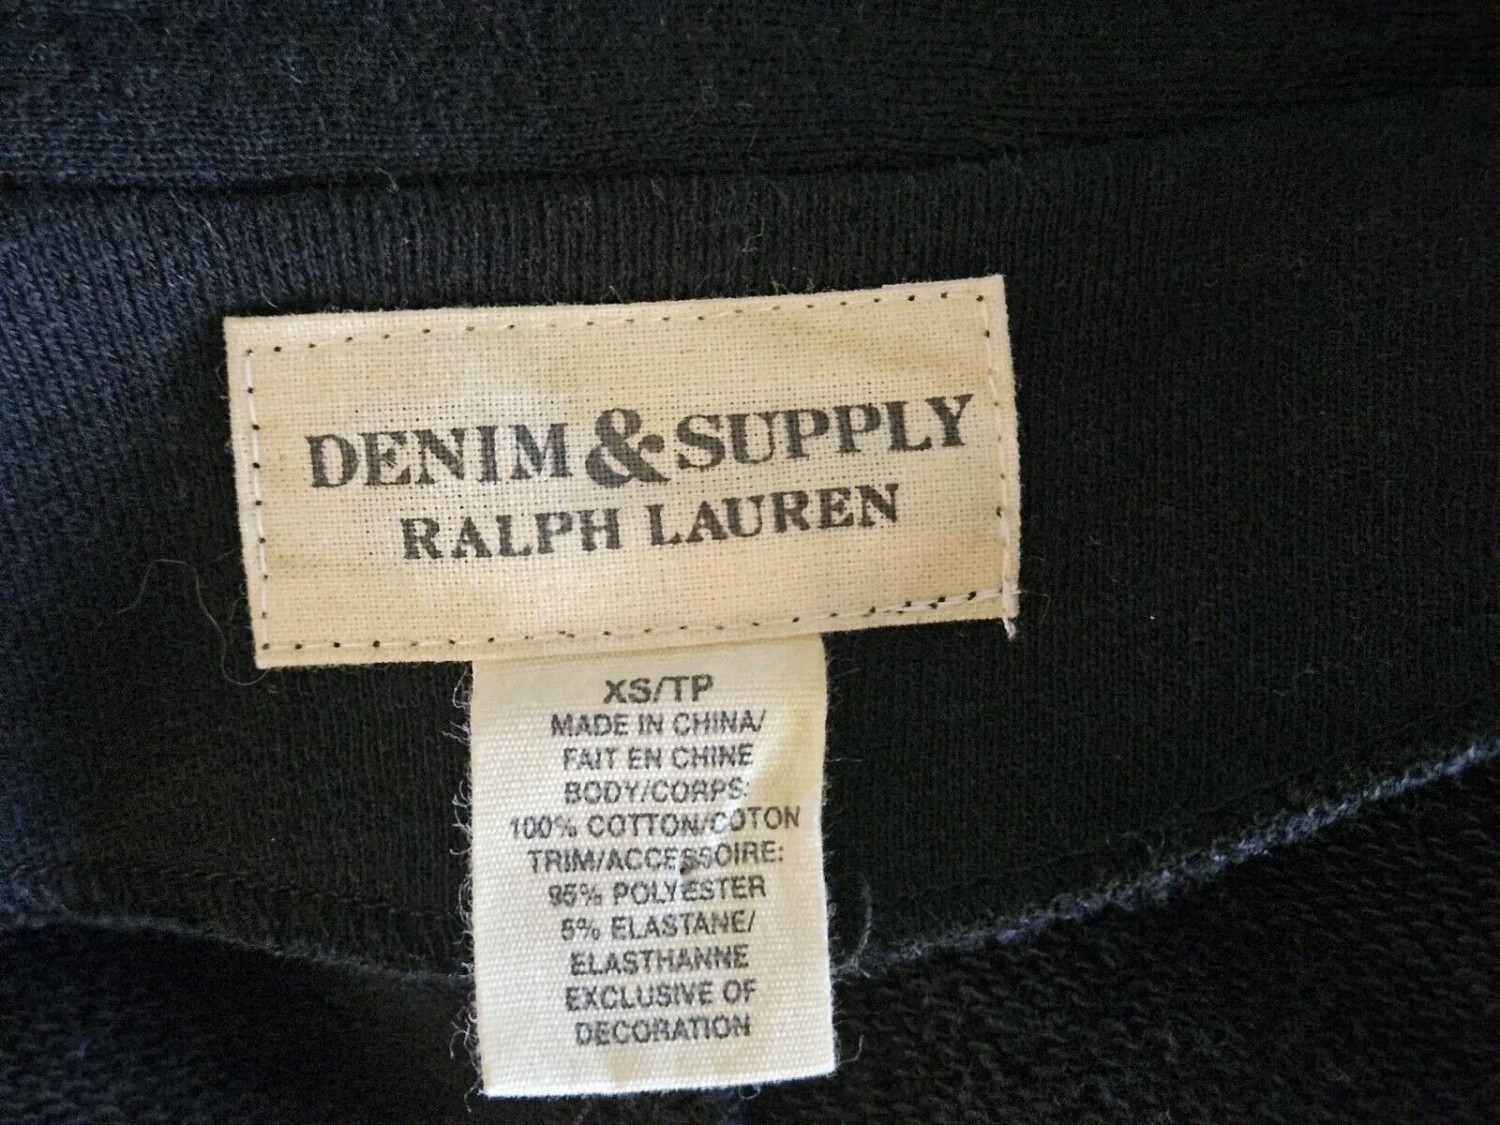 DENIM & SUPPLY
RALPH LAUREN
XS/TP
MADE IN CHINA/
FAIT EN CHINE
BODY/CORPS:
100% COTTON/COTON
TRIM/ACCESSOIRE:
95% POLYESTER
5% ELASTANE/
ELASTHANNE
EXCLUSIVE OF
DECORATION